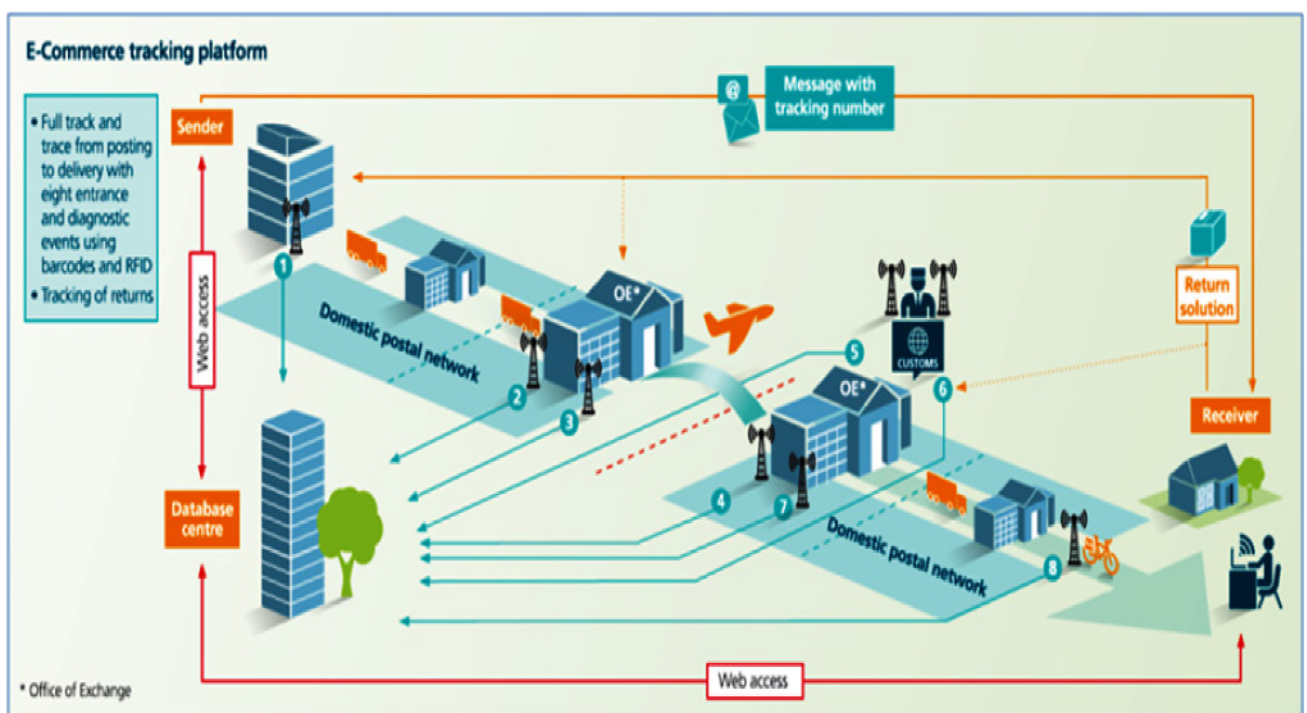 E-Commerce tracking platform
• Full track and
trace from posting
to delivery with
eight entrance
and diagnostic
events using
barcodes and RFID
• Tracking of returns
Sender
@
Message with
tracking number
1
Web access
Domestic postal network
OE*
2
3
5
CUSTOMS
6
OE*
Return
solution
Receiver
Database
centre
4
7
Domestic postal network
8
Web access
* Office of Exchange